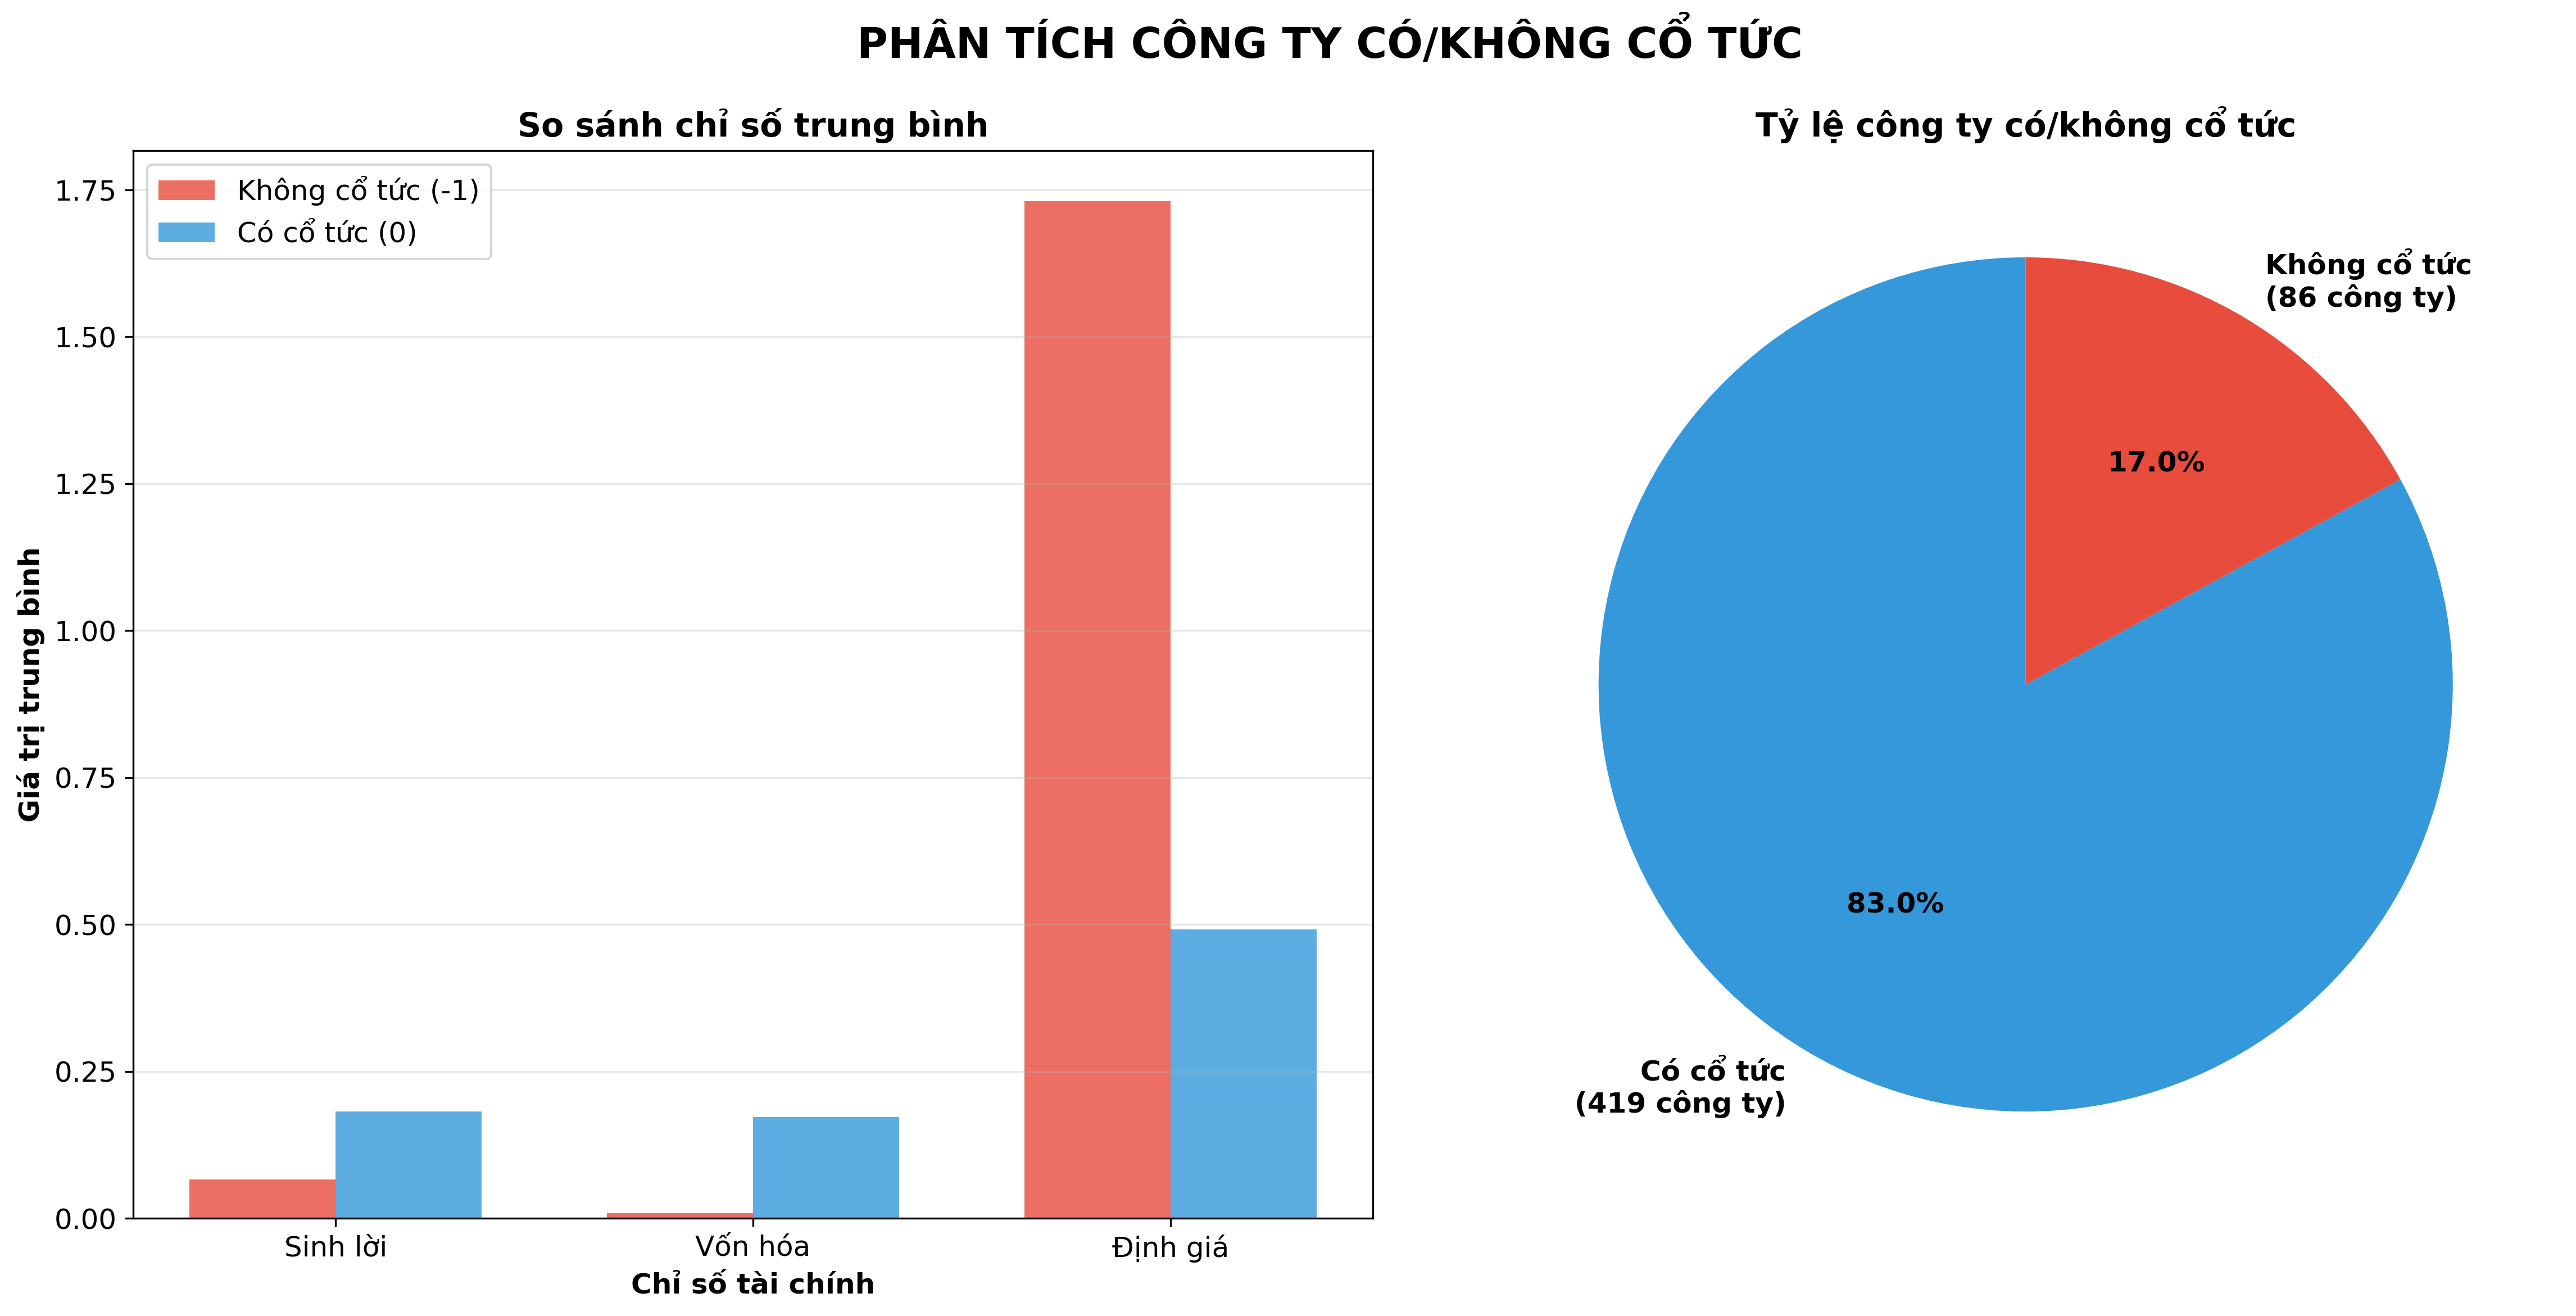 PHÂN TÍCH CÔNG TY CÓ/KHÔNG CỔ TỨC
So sánh chỉ số trung bình
Không cổ tức (-1)
Có cổ tức (0)
1.75
1.50
1.25
1.00
0.75
0.50
0.25
0.00
Giá trị trung bình
Sinh lời
Vốn hóa
Định giá
Chỉ số tài chính
Tỷ lệ công ty có/không cổ tức
Không cổ tức
(86 công ty)
17.0%
83.0%
Có cổ tức
(419 công ty)